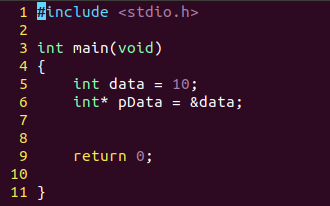 1 #include <stdio.h>
2
3 int main(void)
4 {
5     int data = 10;
6     int* pData = &data;
7
8
9     return 0;
10
11 }